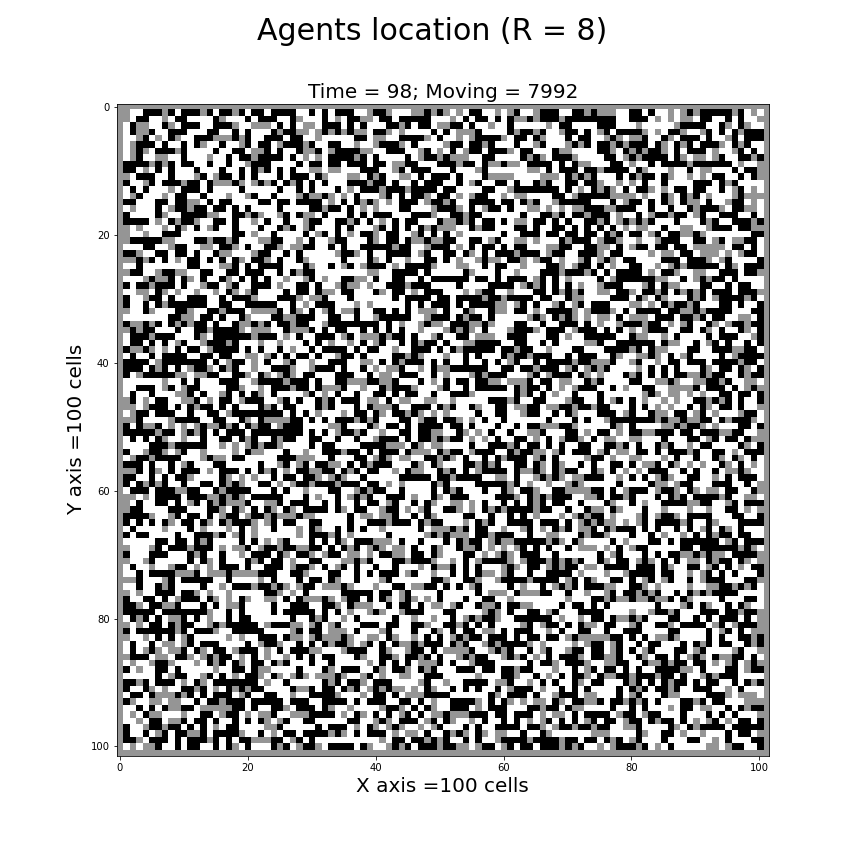 Agents location (R = 8)
Time = 98; Moving = 7992
0
20
40
60
80
100
Y axis =100 cells
0 20 40 60 80 100
X axis =100 cells